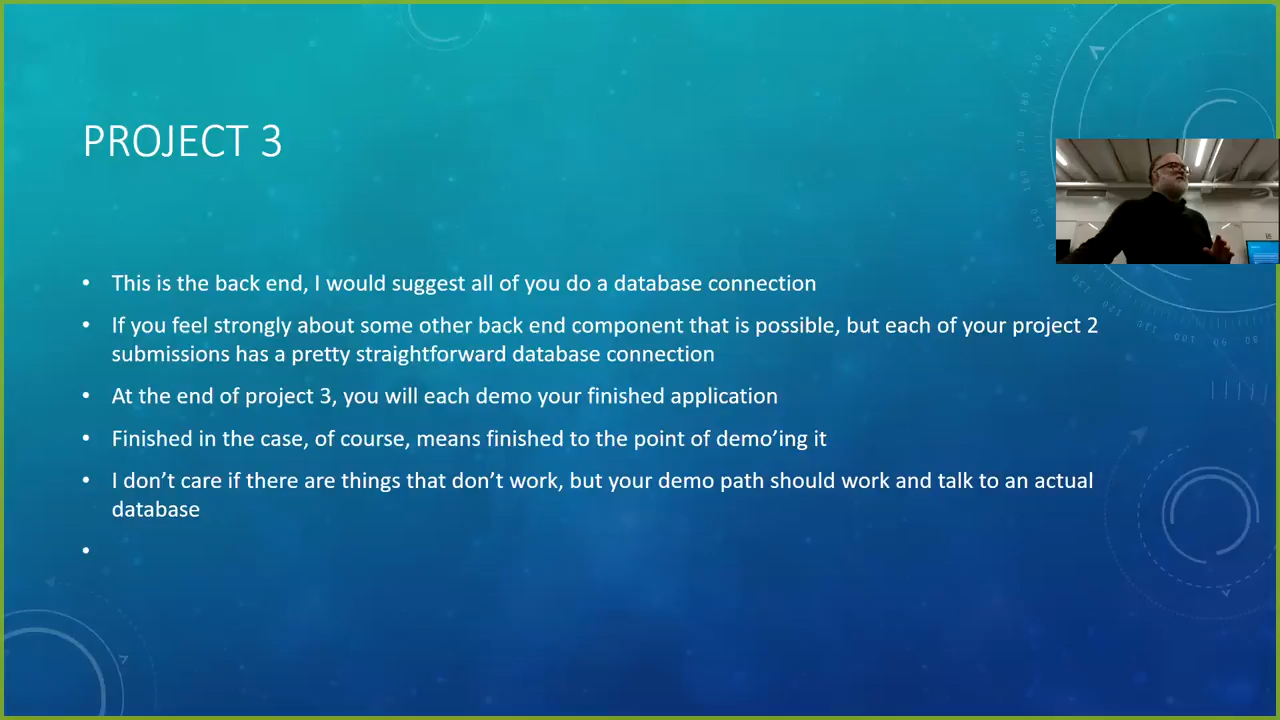 PROJECT 3
• This is the back end, I would suggest all of you do a database connection
• If you feel strongly about some other back end component that is possible, but each of your project 2
submissions has a pretty straightforward database connection
• At the end of project 3, you will each demo your finished application
• Finished in the case, of course, means finished to the point of demo’ing it
• I don’t care if there are things that don’t work, but your demo path should work and talk to an actual
database
•